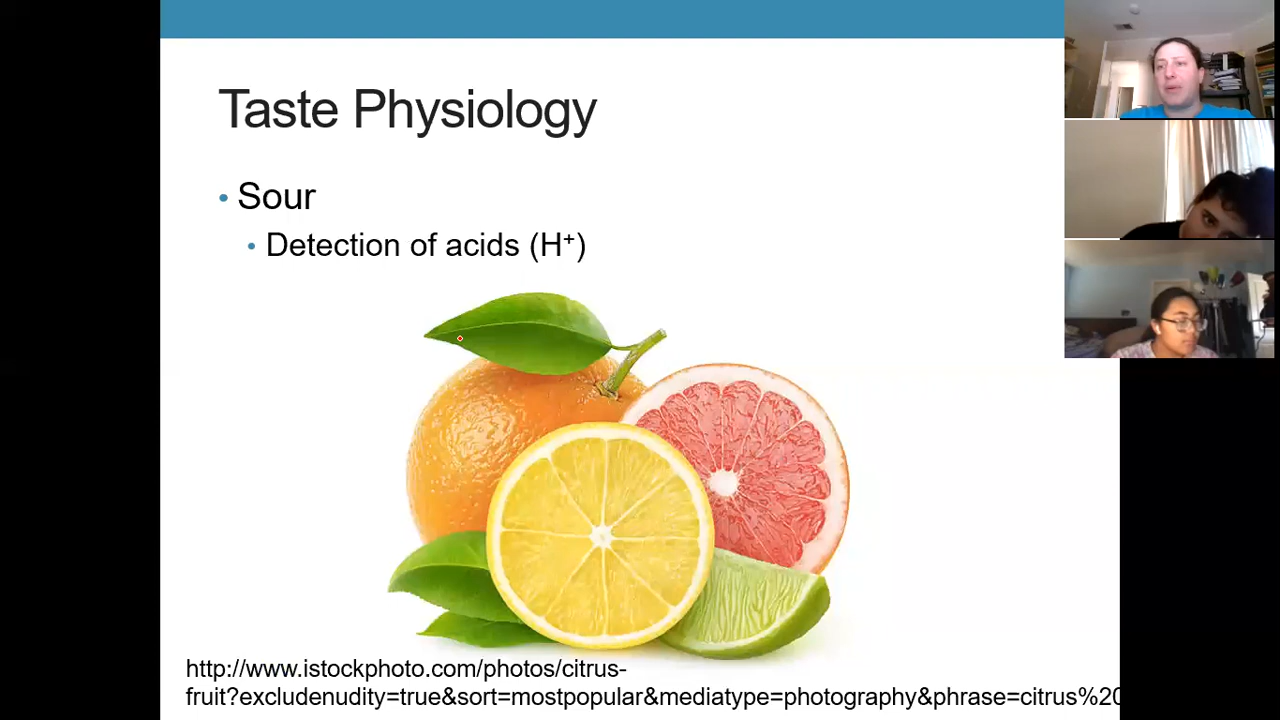 Taste Physiology
• Sour
• Detection of acids (H⁺)
http://www.istockphoto.com/photos/citrus-
fruit?excludenudity=true&sort=mostpopular&mediatype=photography&phrase=citrus%20